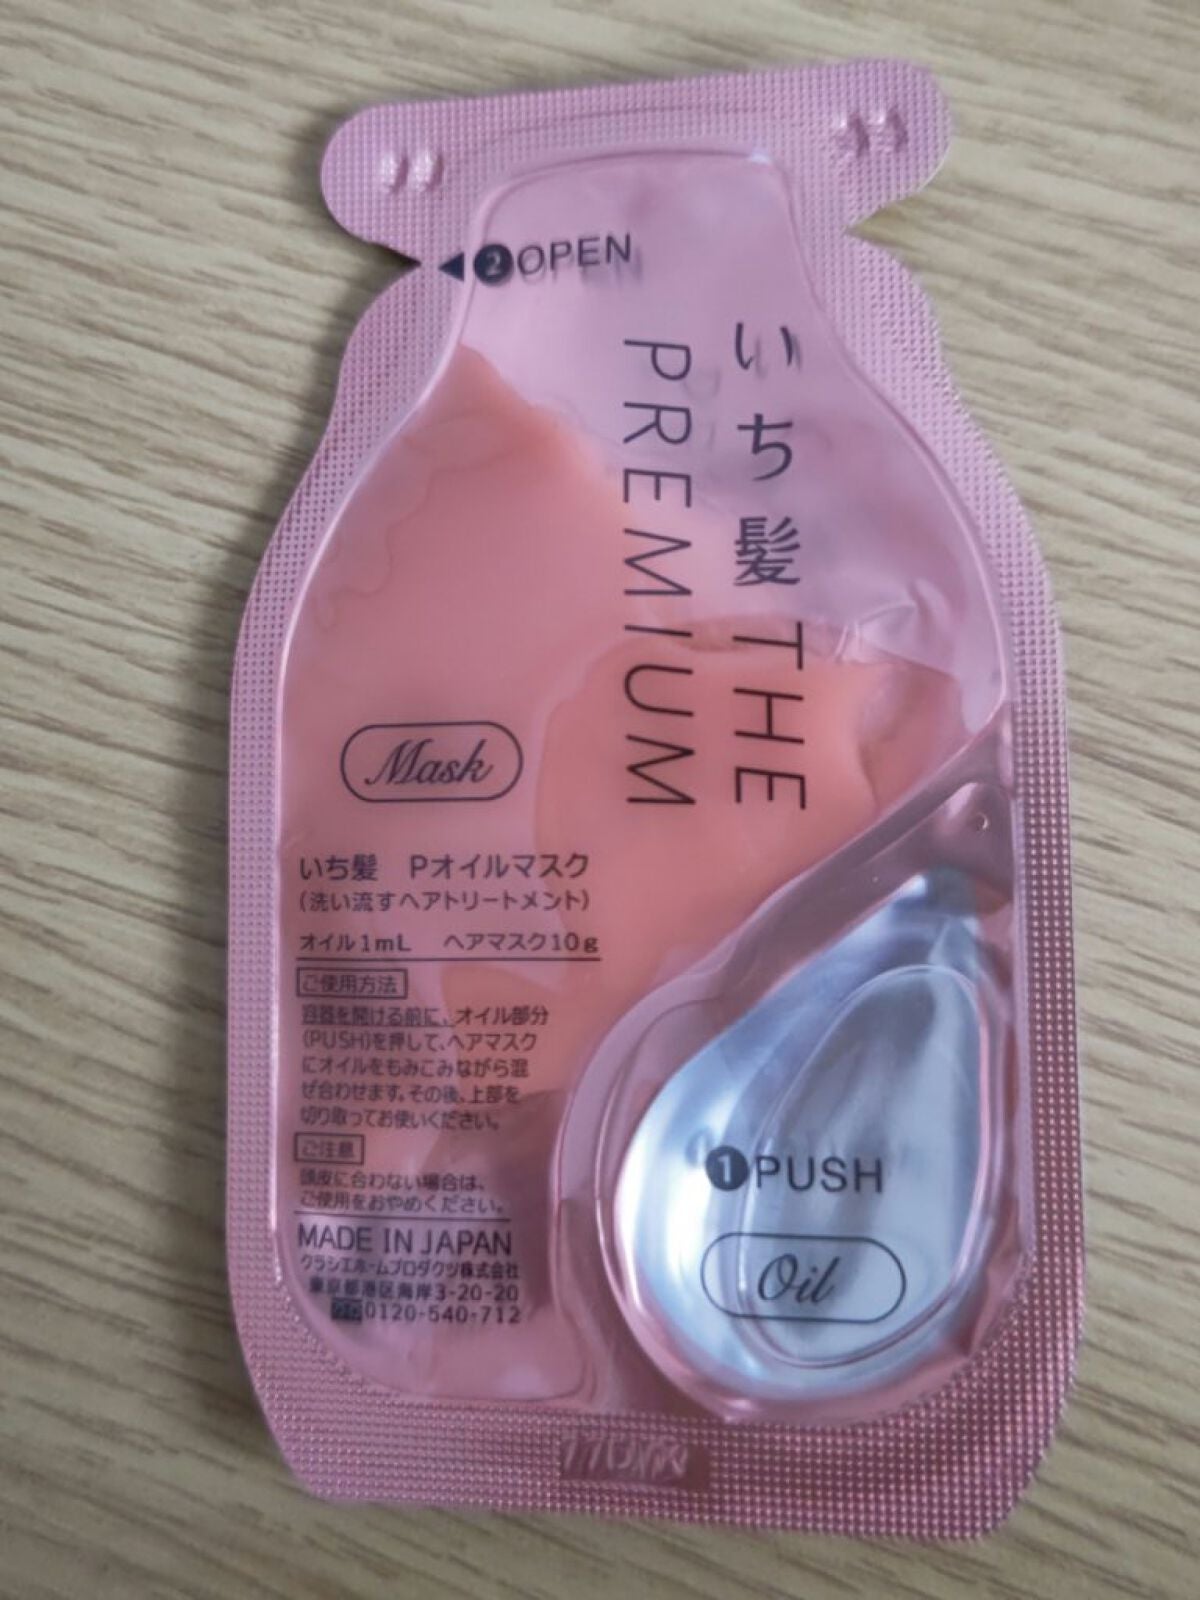 ②OPEN
いち髪 THE
PREMIUM
Mask
いち髪 Pオイルマスク
(洗い流すヘアトリートメント)
オイル1mL ヘアマスク10g
ご使用方法
容器を開ける前に、オイル部分
(PUSH)を押して、ヘアマスク
にオイルをもみこみながら混
ぜ合わせます。その後、上部を
切り取ってお使いください。
ご注意
頭皮に合わない場合は、
ご使用をおやめください。
MADE IN JAPAN
クラシエホームプロダクツ株式会社
東京都港区海岸3-20-20
0120-540-712
①PUSH
Oil